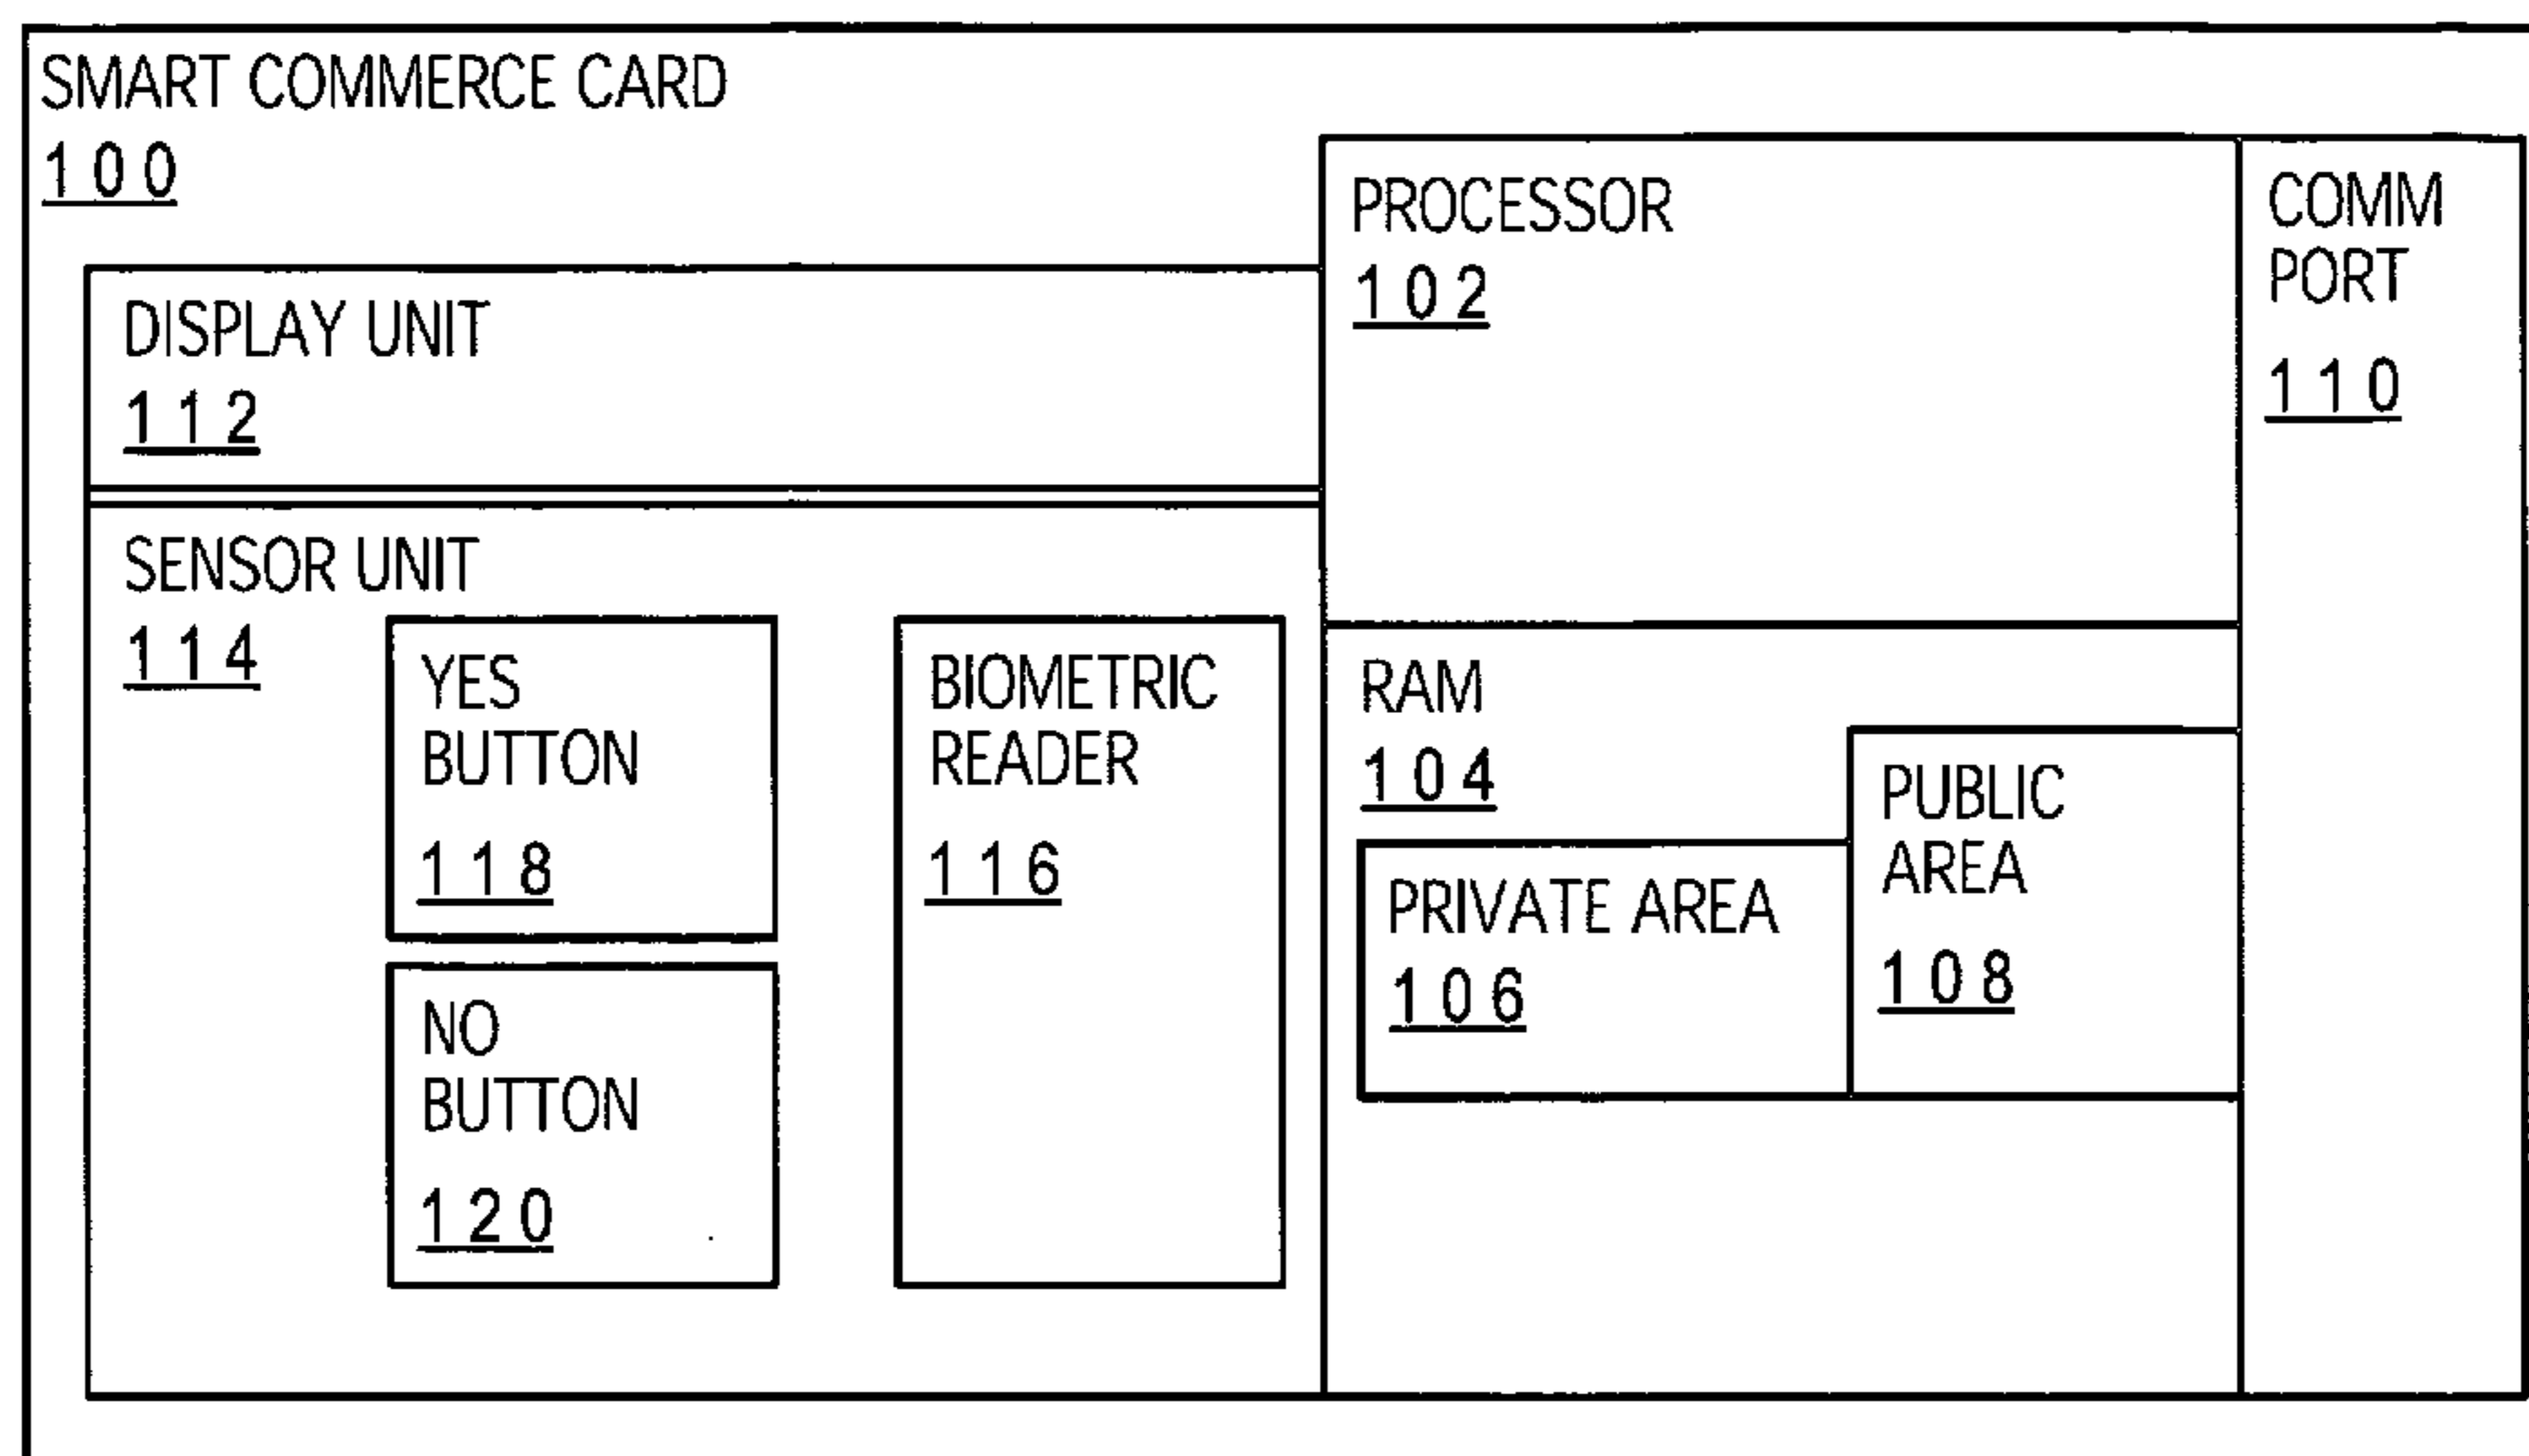 SMART COMMERCE CARD
100
DISPLAY UNIT
112
SENSOR UNIT
114
YES
BUTTON
118
NO
BUTTON
120
BIOMETRIC
READER
116
PROCESSOR
102
RAM
104
PRIVATE AREA
106
PUBLIC
AREA
108
COMM
PORT
110